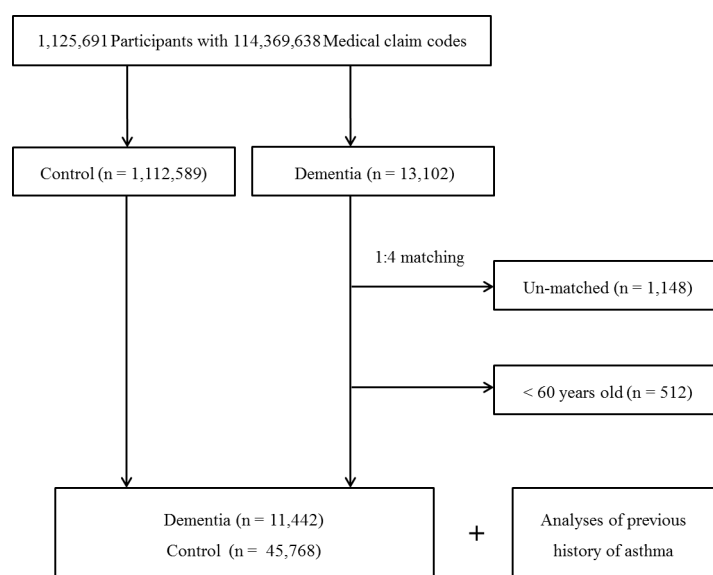 1,125,691 Participants with 114,369,638 Medical claim codes
Control (n = 1,112,589)
Dementia (n = 13,102)
1:4 matching
Un-matched (n = 1,148)
< 60 years old (n = 512)
Dementia (n = 11,442)
Control (n = 45,768)
+
Analyses of previous
history of asthma